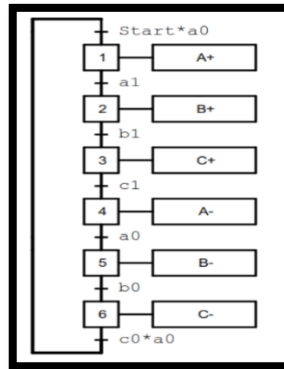 Start*a0
1 A+
a1
2 B+
b1
3 C+
c1
4 A-
a0
5 B-
b0
6 C-
c0*a0